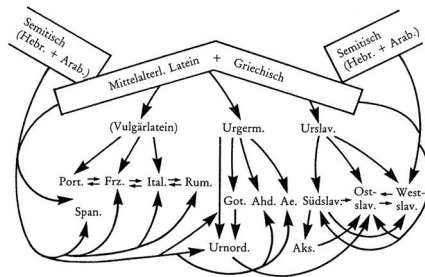 Semitisch
(Hebr. + Arab.)
Semitisch
(Hebr. + Arab.)
Mittelalterl. Latein + Griechisch
(Vulgärlatein) Urgerm. Urslav.
Port. Frz. Ital. Rum.
Ost- West-
Got. Ahd. Ae. Südslav. slav. slav.
Span.
Urnord. Aks.